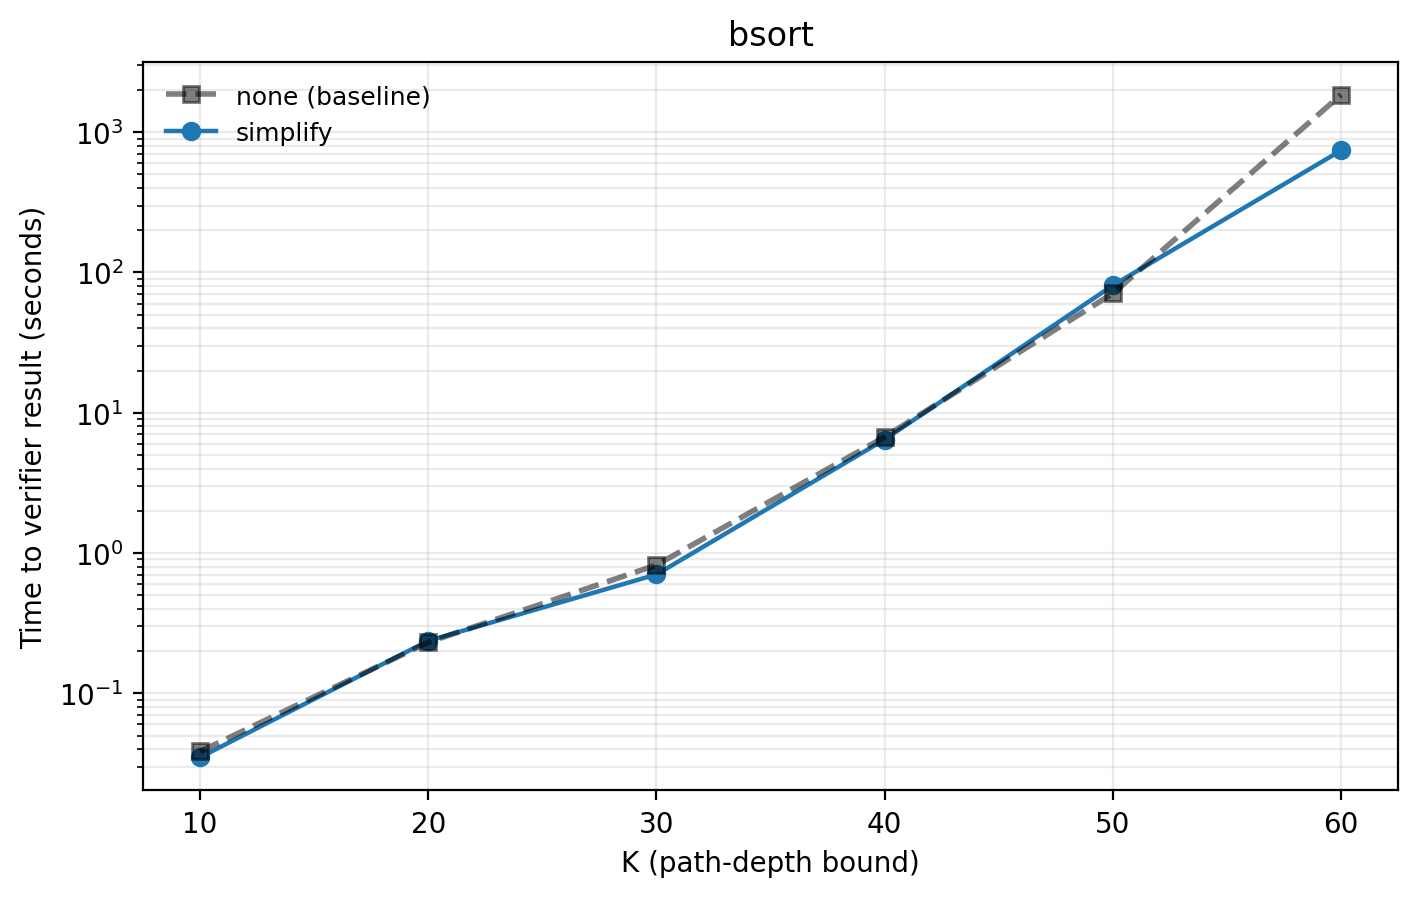 bsort
none (baseline)
simplify
10³
10²
10¹
10⁰
10⁻¹
Time to verifier result (seconds)
10 20 30 40 50 60
K (path-depth bound)